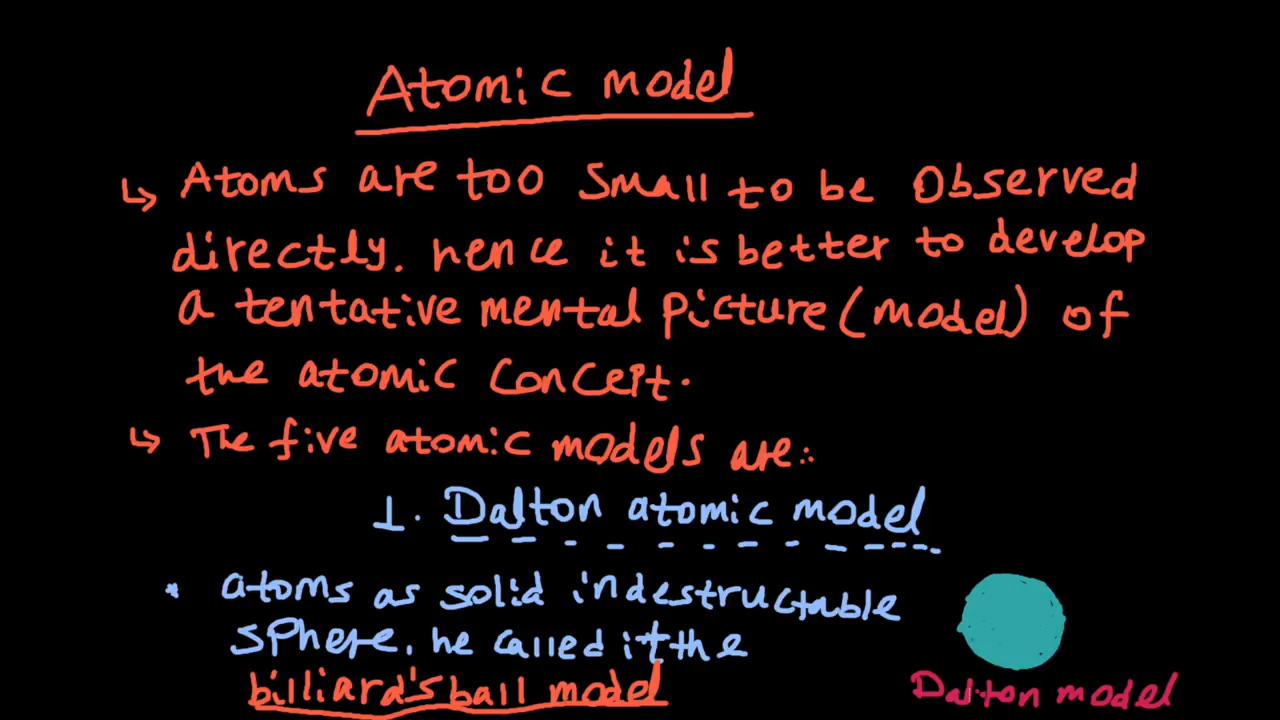 Atomic model
↳ Atoms are too small to be observed
directly. hence it is better to develop
a tentative mental picture (model) of
the atomic conceit.
↳ The five atomic models are:
1. Dalton atomic model
* atoms as solid indestructable
sphere. he called it the
billiard's ball model
Dalton model